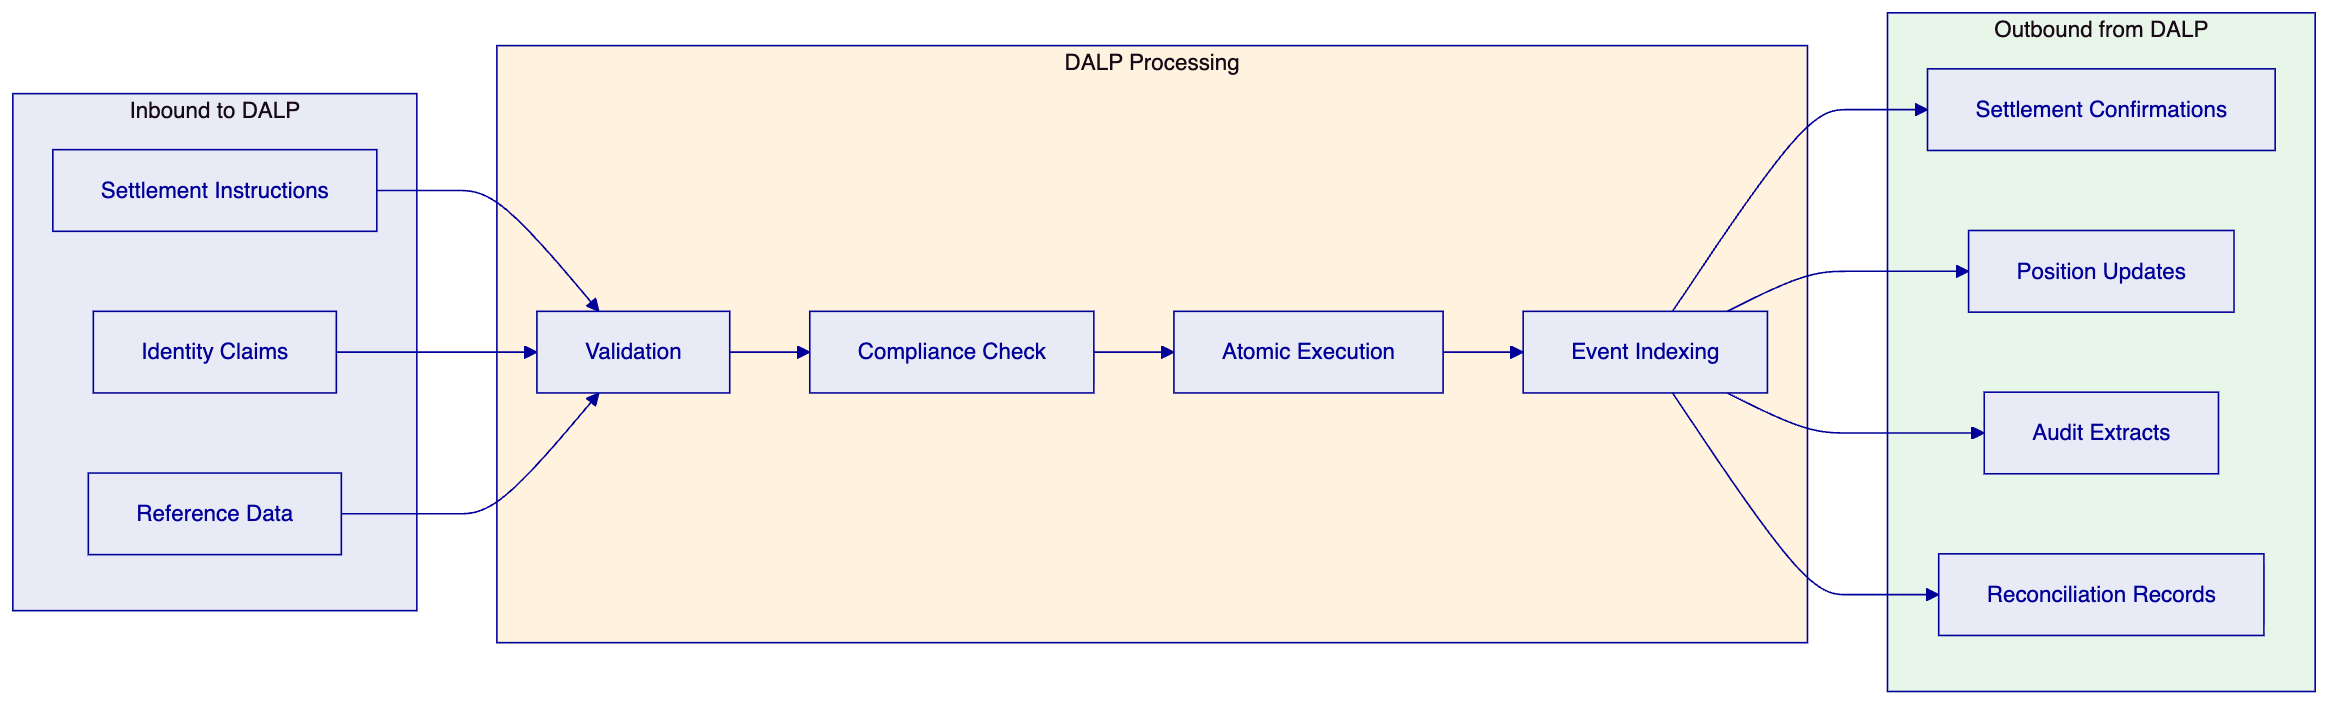 Inbound to DALP
Settlement Instructions
Identity Claims
Reference Data
DALP Processing
Validation
Compliance Check
Atomic Execution
Event Indexing
Outbound from DALP
Settlement Confirmations
Position Updates
Audit Extracts
Reconciliation Records